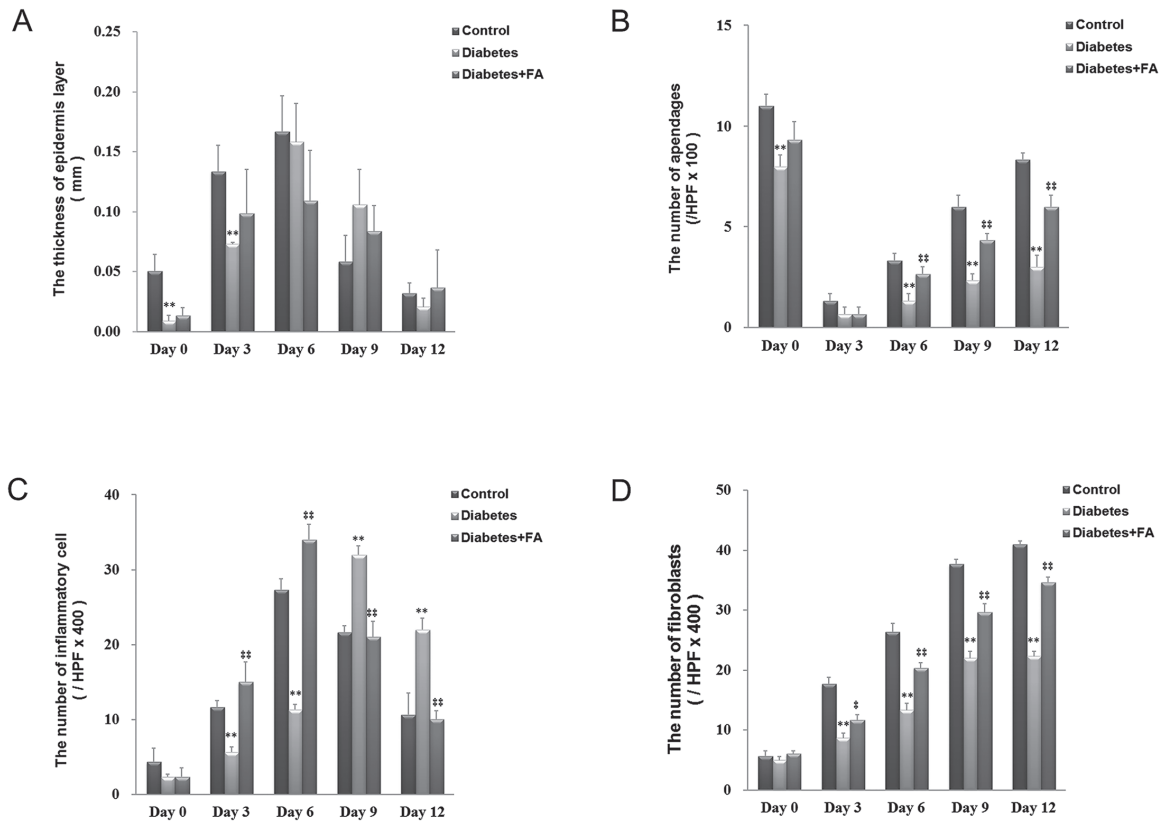 A
The thickness of epidermis layer
( mm )
0.25
0.20
0.15
0.10
0.05
0.00
Control
Diabetes
Diabetes+FA
**
**
Day 0 Day 3 Day 6 Day 9 Day 12
B
The number of apendages
(/HPF x 100 )
15
10
5
0
Control
Diabetes
Diabetes+FA
**
**
‡‡
**
‡‡
**
‡‡
Day 0 Day 3 Day 6 Day 9 Day 12
C
The number of inflammatory cell
( / HPF x 400 )
40
30
20
10
0
Control
Diabetes
Diabetes+FA
**
‡‡
**
‡‡
**
‡‡
**
‡‡
Day 0 Day 3 Day 6 Day 9 Day 12
D
The number of fibroblasts
( / HPF x 400 )
50
40
30
20
10
0
Control
Diabetes
Diabetes+FA
**
‡
**
‡‡
**
‡‡
**
‡‡
Day 0 Day 3 Day 6 Day 9 Day 12